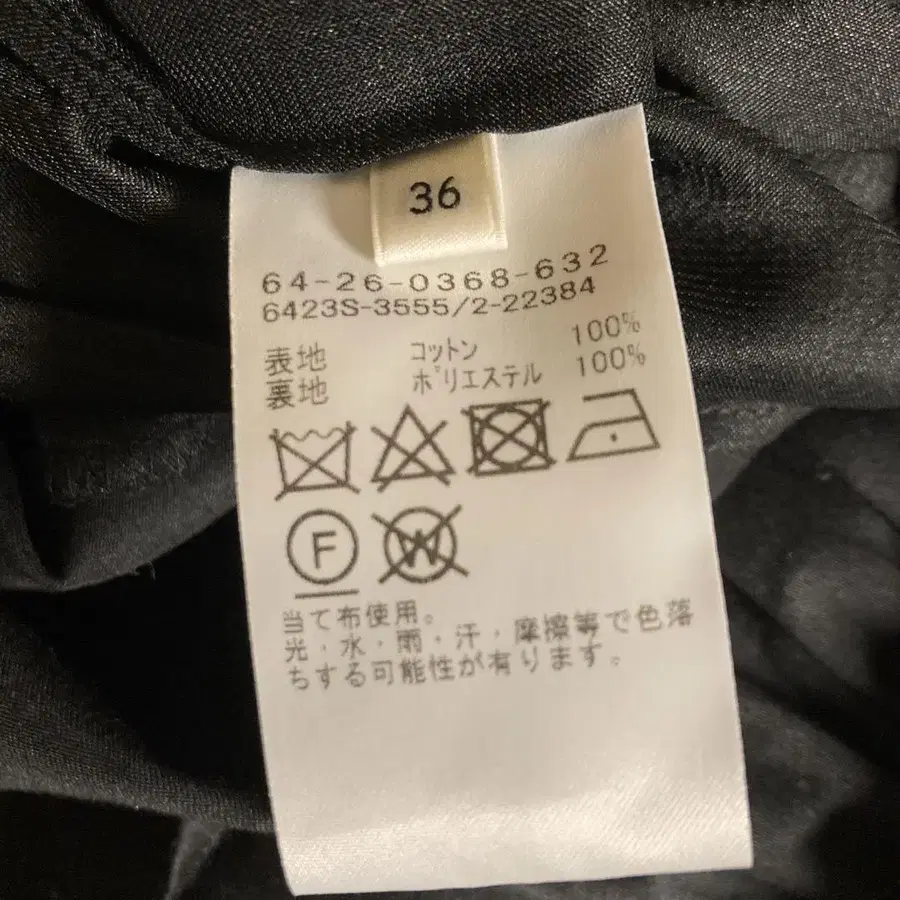 36
64-26-0368-632
6423S-3555/2-22384
表地 コットン 100%
裏地 ポリエステル 100%
F W
当て布使用。
光・水・雨・汗・摩擦等で色落
ちする可能性が有ります。